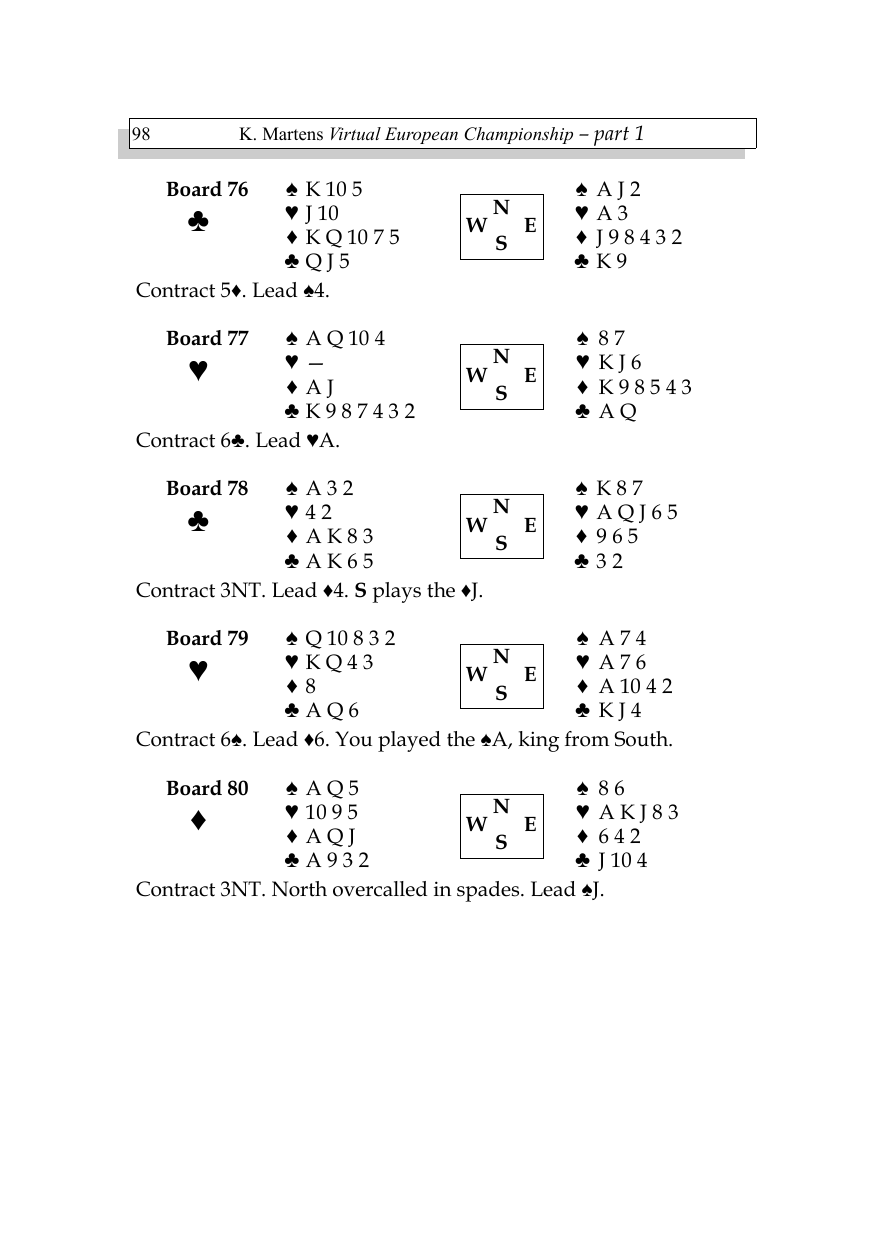 98 K. Martens Virtual European Championship – part 1
Board 76 ♠ K 10 5 ♠ A J 2
♣ ♥ J 10 N ♥ A 3
♦ K Q 10 7 5 W E ♦ J 9 8 4 3 2
♣ Q J 5 S ♣ K 9
Contract 5♦. Lead ♠4.
Board 77 ♠ A Q 10 4 ♠ 8 7
♥ ♥ — N ♥ K J 6
♦ A J W E ♦ K 9 8 5 4 3
♣ K 9 8 7 4 3 2 S ♣ A Q
Contract 6♣. Lead ♥A.
Board 78 ♠ A 3 2 ♠ K 8 7
♣ ♥ 4 2 N ♥ A Q J 6 5
♦ A K 8 3 W E ♦ 9 6 5
♣ A K 6 5 S ♣ 3 2
Contract 3NT. Lead ♦4. S plays the ♦J.
Board 79 ♠ Q 10 8 3 2 ♠ A 7 4
♥ ♥ K Q 4 3 N ♥ A 7 6
♦ 8 W E ♦ A 10 4 2
♣ A Q 6 S ♣ K J 4
Contract 6♠. Lead ♦6. You played the ♠A, king from South.
Board 80 ♠ A Q 5 ♠ 8 6
♦ ♥ 10 9 5 N ♥ A K J 8 3
♦ A Q J W E ♦ 6 4 2
♣ A 9 3 2 S ♣ J 10 4
Contract 3NT. North overcalled in spades. Lead ♠J.